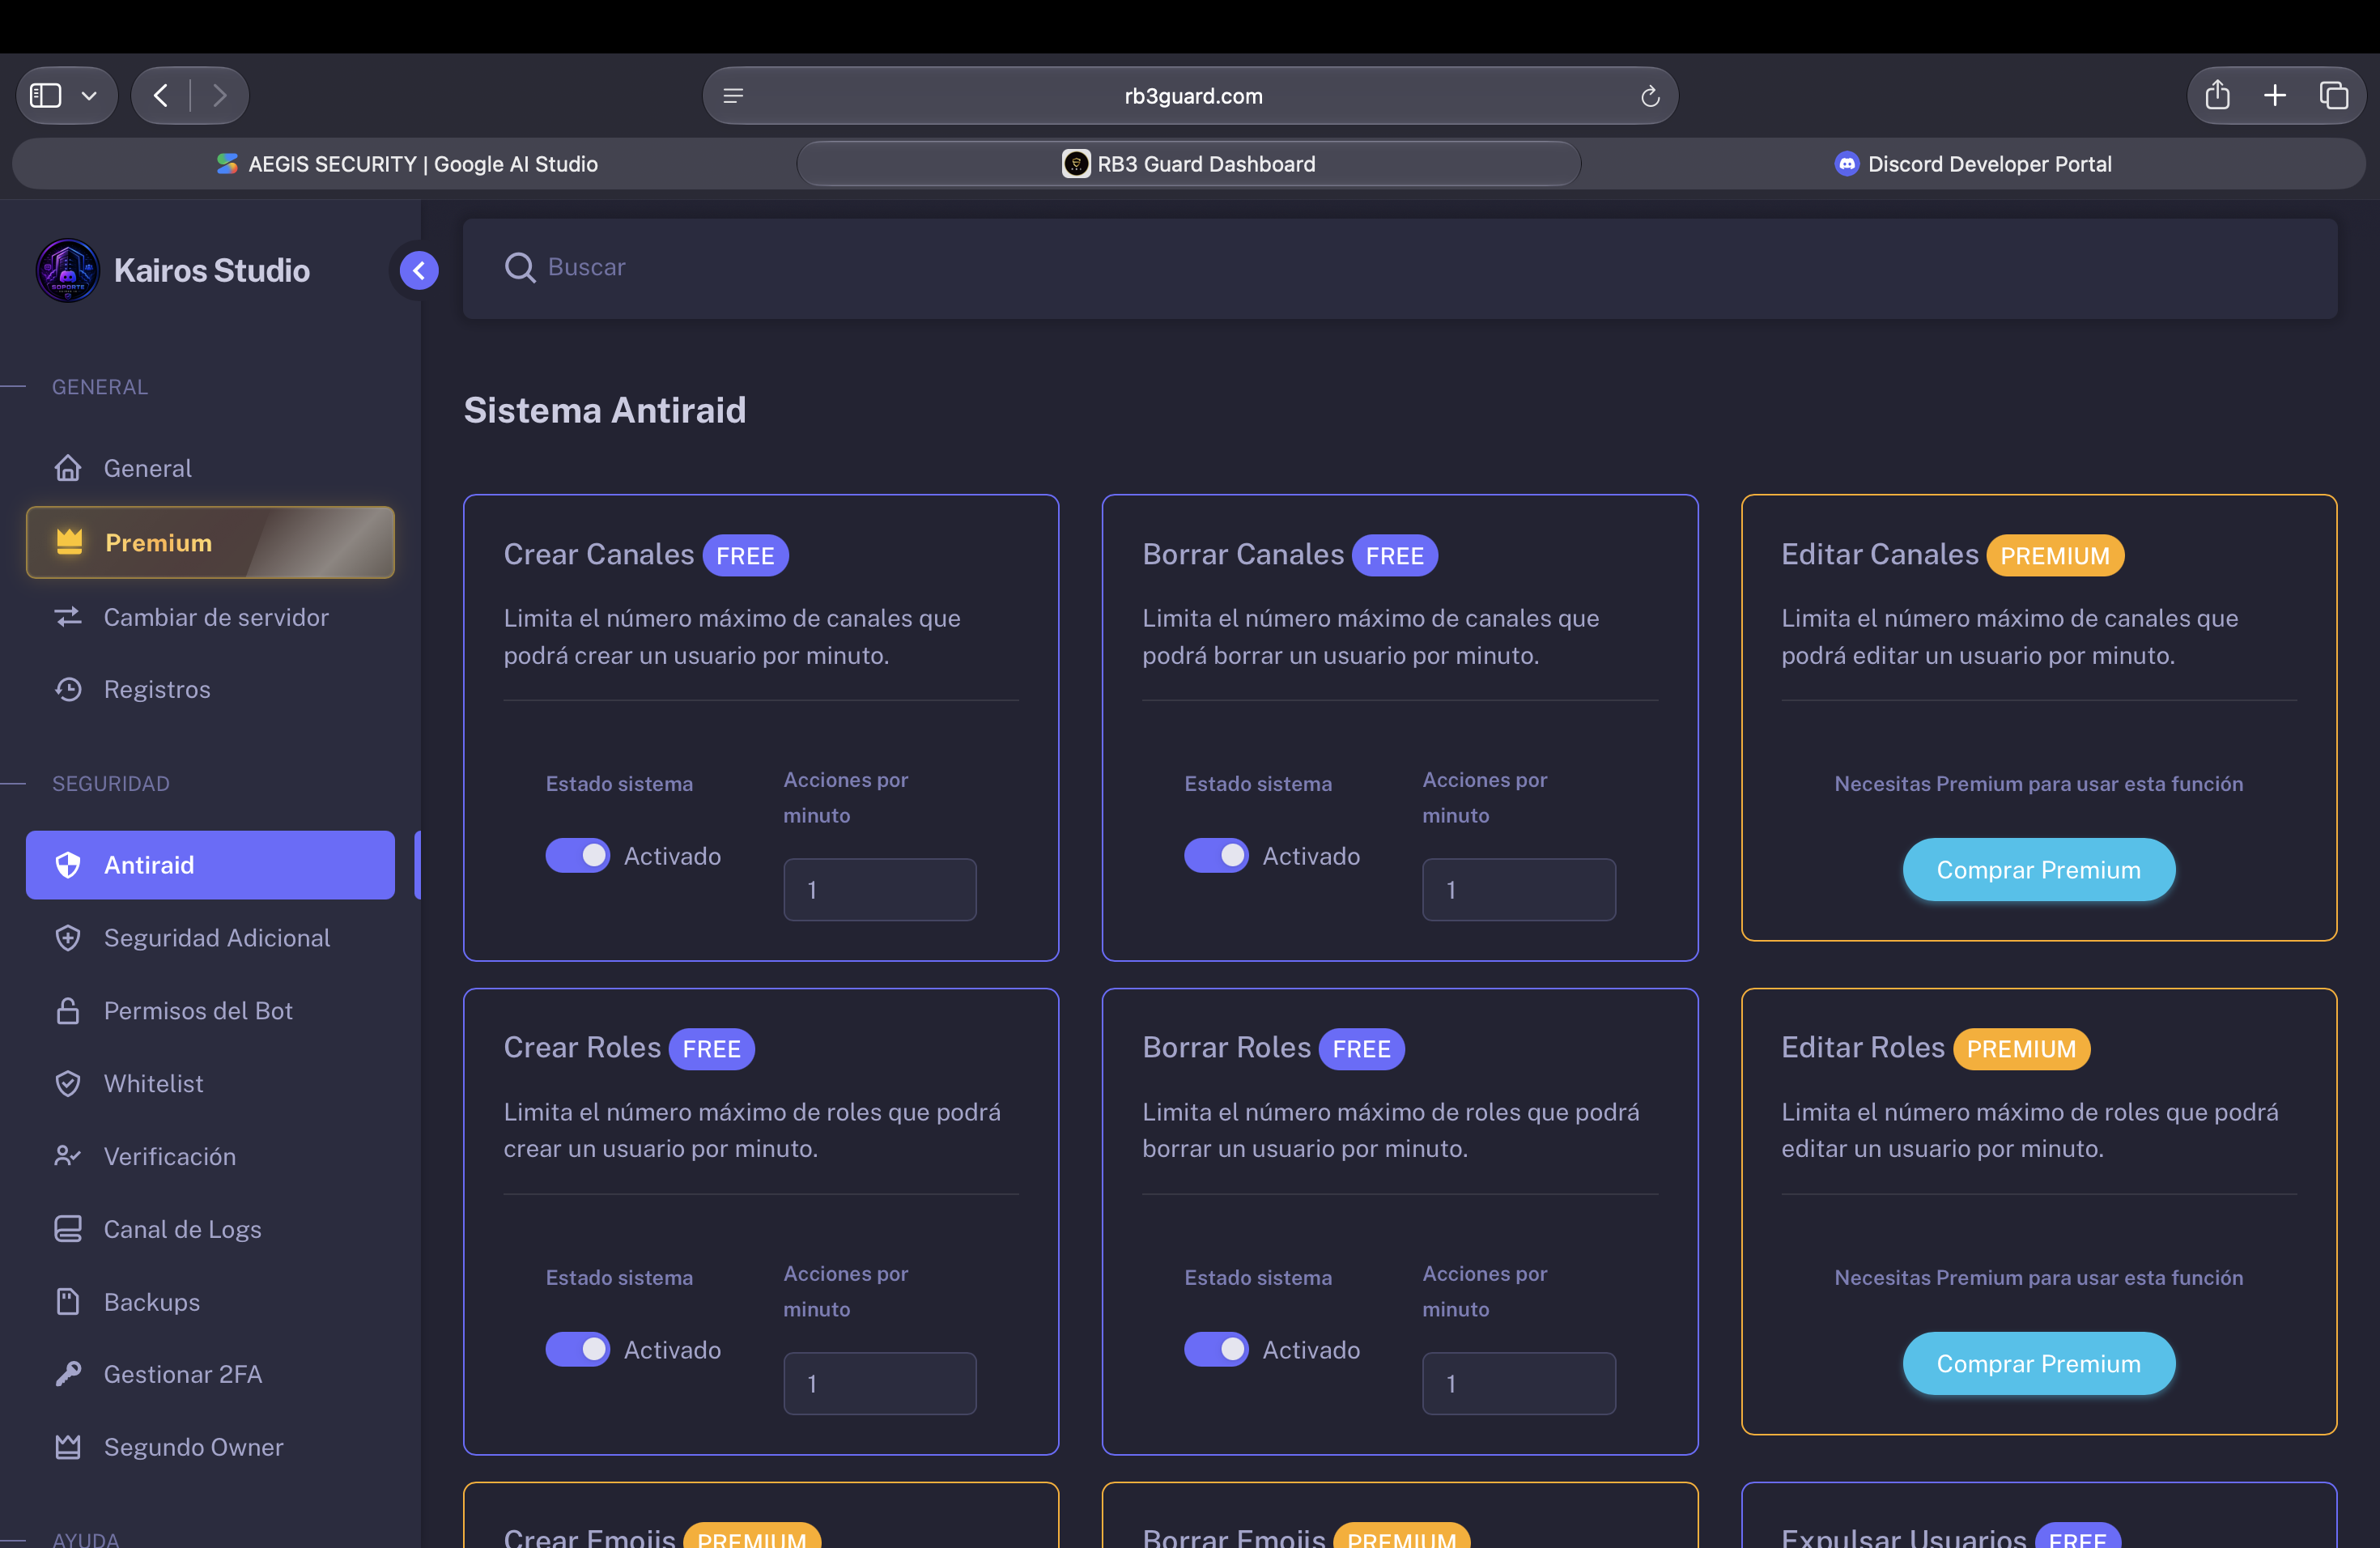 rb3guard.com
AEGIS SECURITY | Google AI Studio
RB3 Guard Dashboard
Discord Developer Portal
SOPORTE
Kairos Studio
GENERAL
General
Premium
Cambiar de servidor
Registros
SEGURIDAD
Antiraid
Seguridad Adicional
Permisos del Bot
Whitelist
Verificación
Canal de Logs
Backups
Gestionar 2FA
Segundo Owner
AYUDA
Buscar
Sistema Antiraid
Crear Canales FREE
Limita el número máximo de canales que
podrá crear un usuario por minuto.
Estado sistema
Activado
Acciones por
minuto
1
Borrar Canales FREE
Limita el número máximo de canales que
podrá borrar un usuario por minuto.
Estado sistema
Activado
Acciones por
minuto
1
Editar Canales PREMIUM
Limita el número máximo de canales que
podrá editar un usuario por minuto.
Necesitas Premium para usar esta función
Comprar Premium
Crear Roles FREE
Limita el número máximo de roles que podrá
crear un usuario por minuto.
Estado sistema
Activado
Acciones por
minuto
1
Borrar Roles FREE
Limita el número máximo de roles que podrá
borrar un usuario por minuto.
Estado sistema
Activado
Acciones por
minuto
1
Editar Roles PREMIUM
Limita el número máximo de roles que podrá
editar un usuario por minuto.
Necesitas Premium para usar esta función
Comprar Premium
Crear Emojis PREMIUM
Borrar Emojis PREMIUM
Expulsar Usuarios FREE